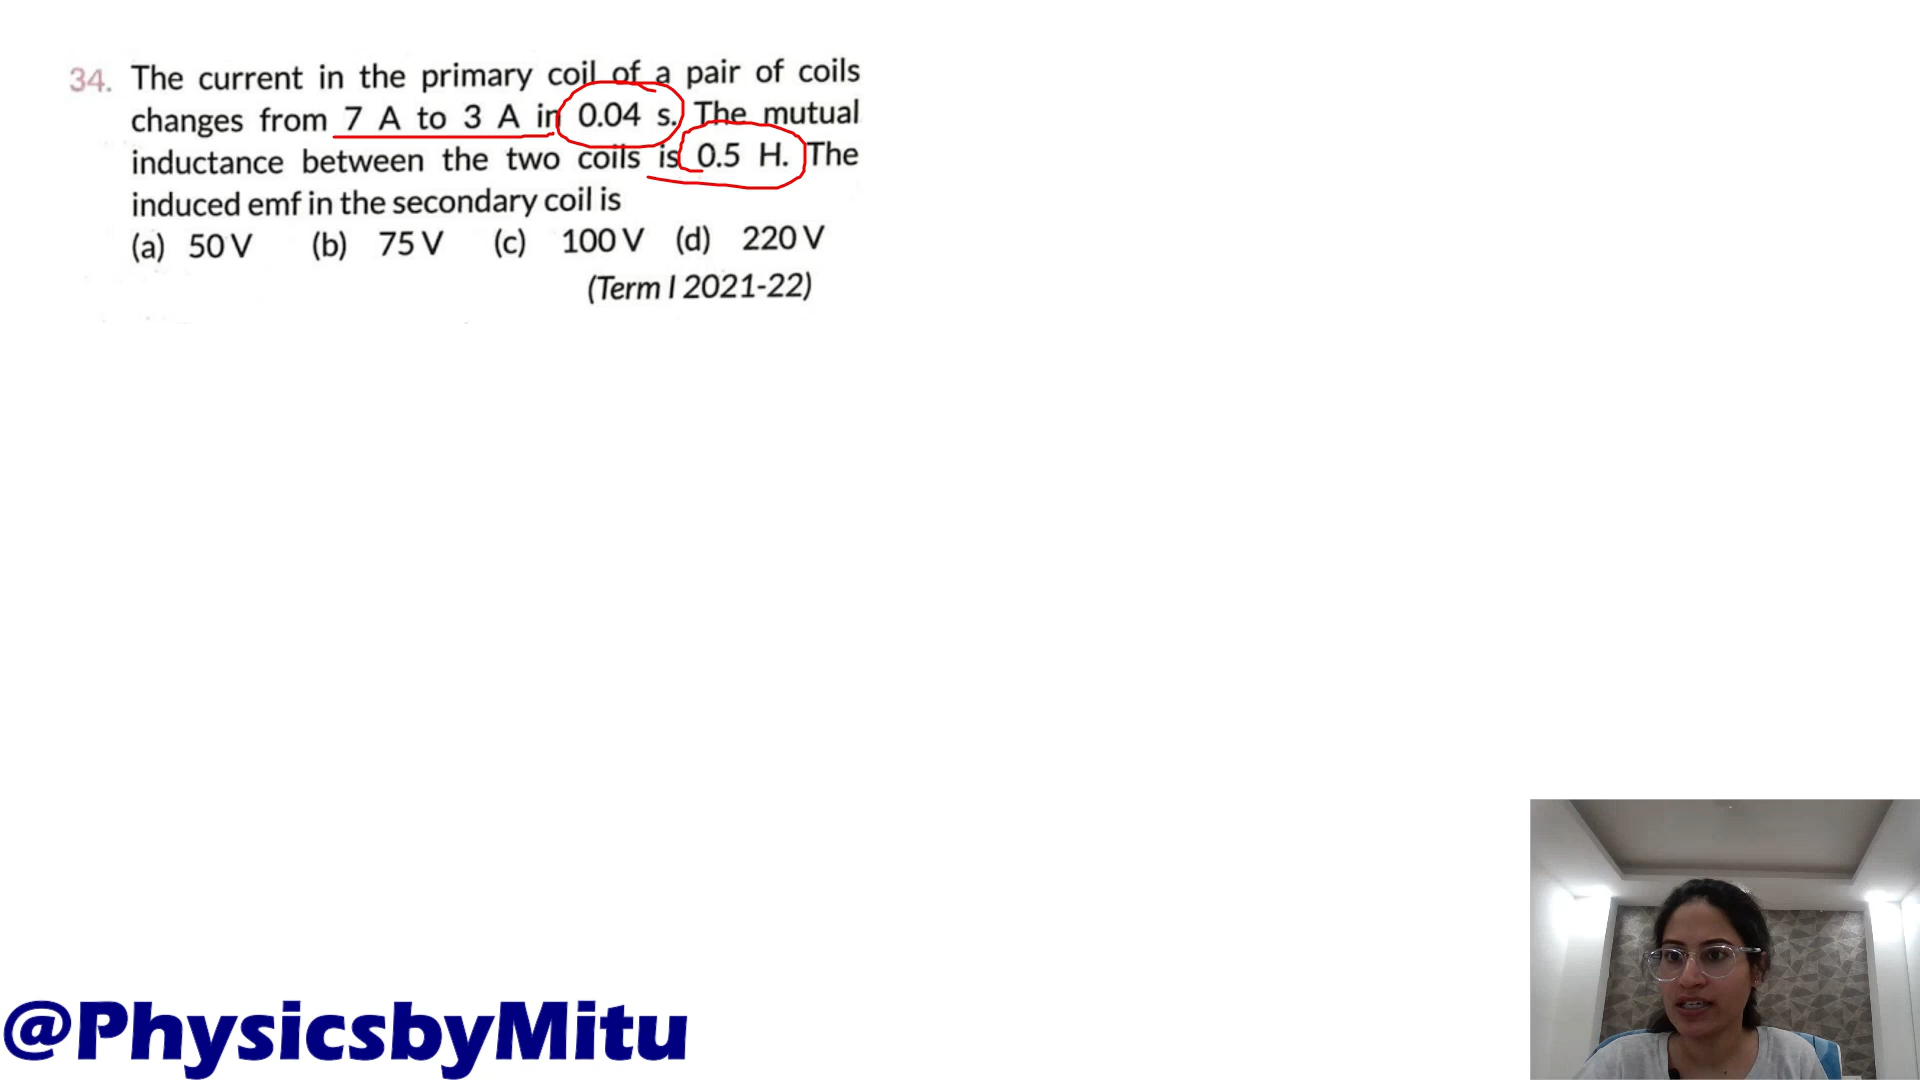 34. The current in the primary coil of a pair of coils
changes from 7 A to 3 A in 0.04 s. The mutual
inductance between the two coils is 0.5 H. The
induced emf in the secondary coil is
(a) 50 V (b) 75 V (c) 100 V (d) 220 V
(Term I 2021-22)
@PhysicsbyMitu